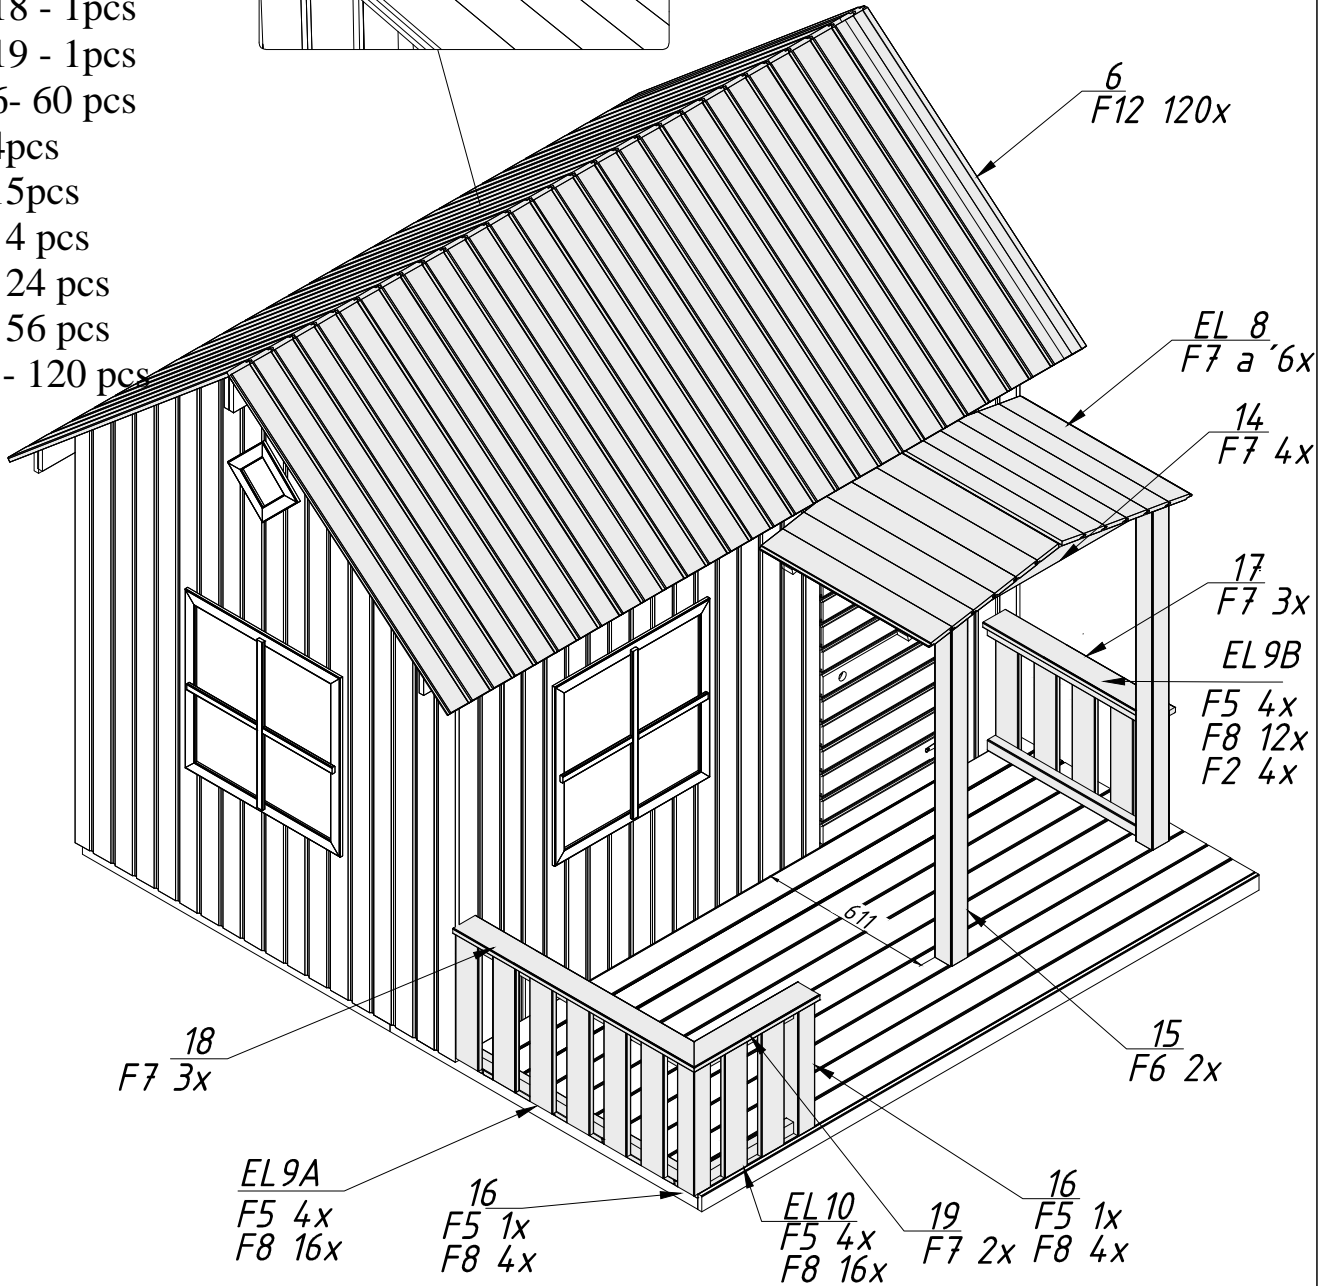 18 - 1pcs
19 - 1pcs
6- 60 pcs
4pcs
15pcs
4 pcs
24 pcs
56 pcs
- 120 pcs
6
F12 120x
EL 8
F7 a ´6x
14
F7 4x
17
F7 3x
EL9B
F5 4x
F8 12x
F2 4x
611
15
F6 2x
18
F7 3x
EL9A
F5 4x
F8 16x
16
F5 1x
F8 4x
EL10
F5 4x
F8 16x
19
F7 2x
16
F5 1x
F8 4x